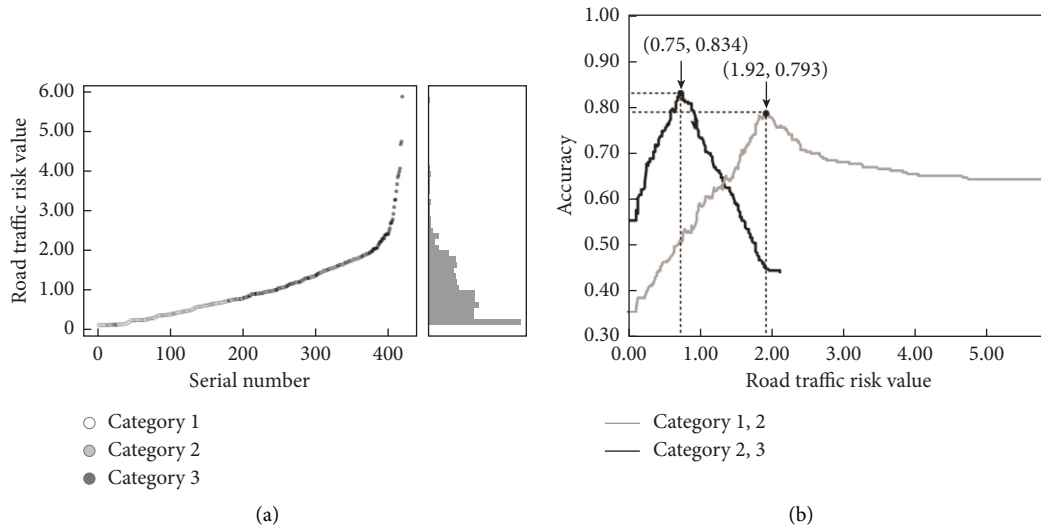 6.00
5.00
4.00
3.00
2.00
1.00
0
Road traffic risk value
0
100
200
300
400
Serial number
Category 1
Category 2
Category 3
(a)
1.00
0.90
0.80
0.70
0.60
0.50
0.40
0.30
Accuracy
(0.75, 0.834)
(1.92, 0.793)
0.00
1.00
2.00
3.00
4.00
5.00
Road traffic risk value
Category 1, 2
Category 2, 3
(b)